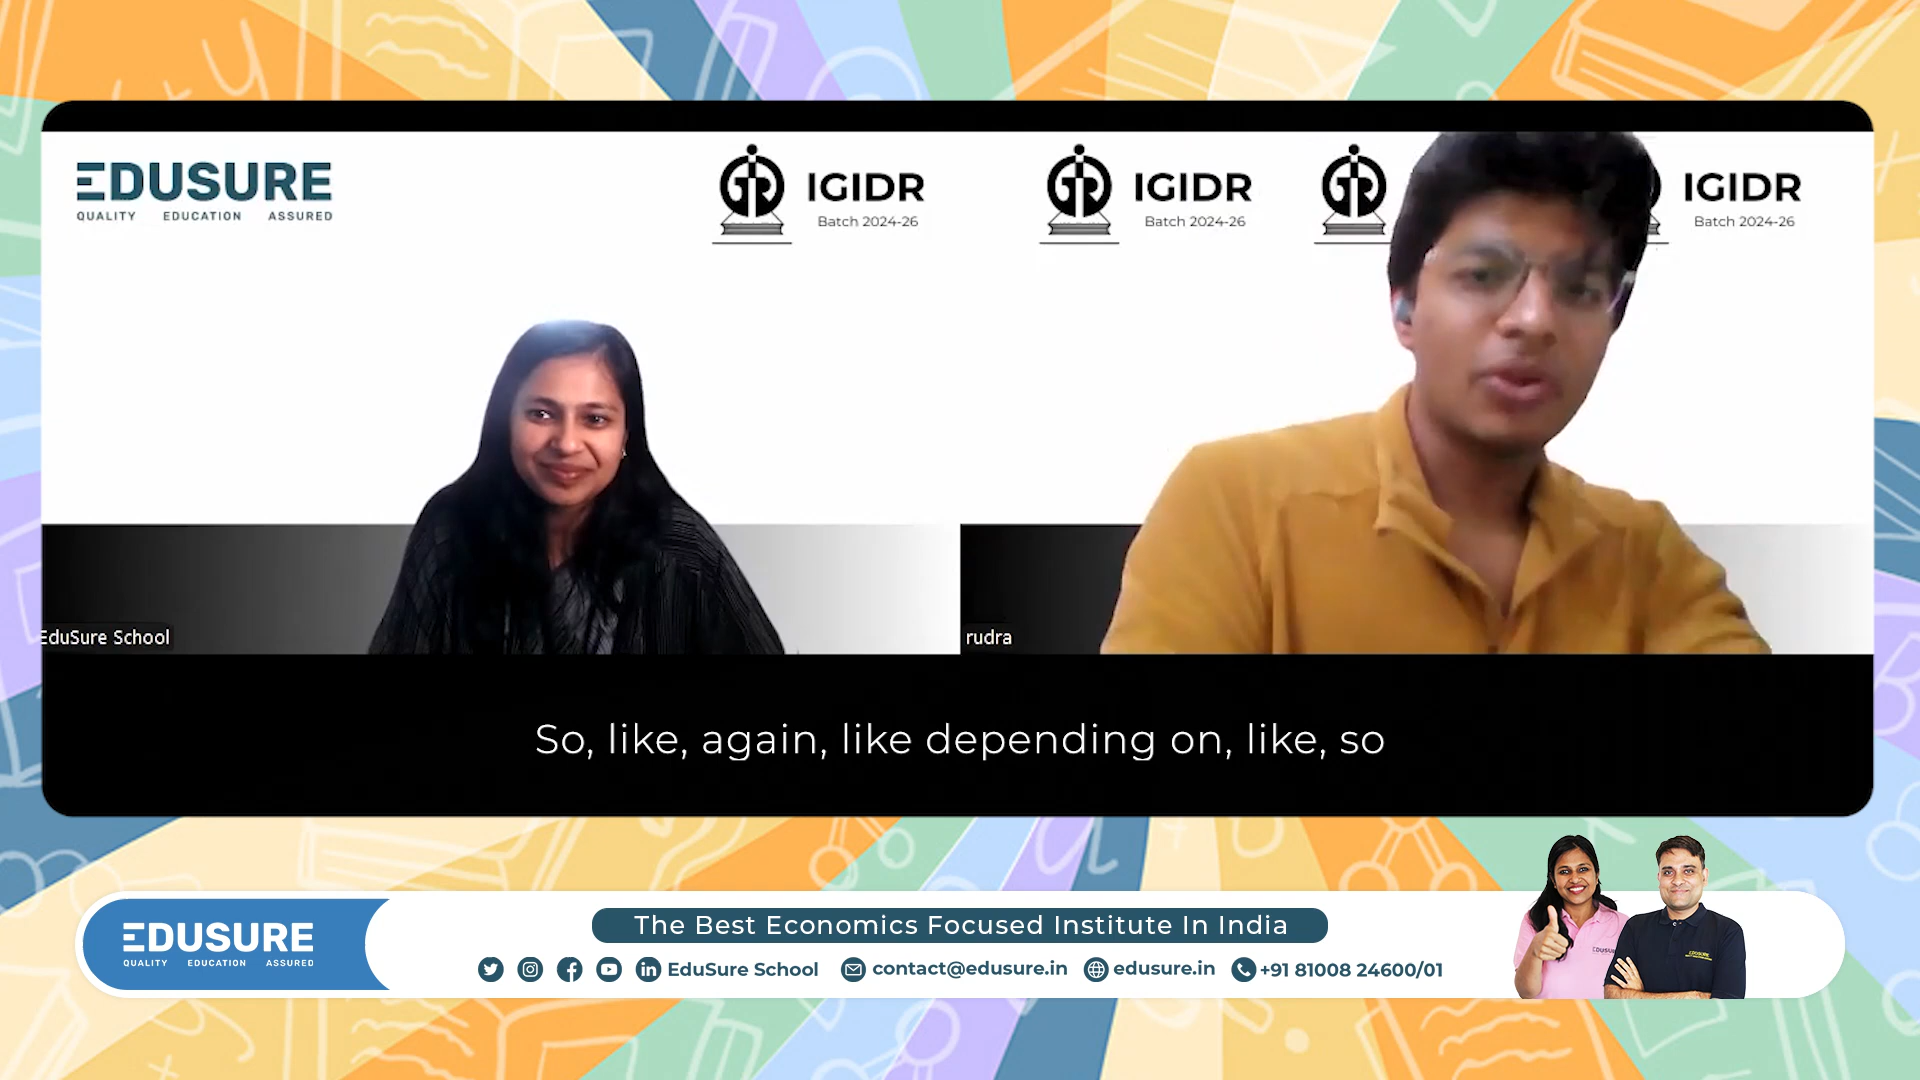 EDUSURE
QUALITY EDUCATION ASSURED
IGIDR
Batch 2024-26
IGIDR
Batch 2024-26
IGIDR
Batch 2024-26
EduSure School
rudra
So, like, again, like depending on, like, so
EDUSURE
QUALITY EDUCATION ASSURED
The Best Economics Focused Institute In India
EduSure School contact@edusure.in edusure.in +91 81008 24600/01